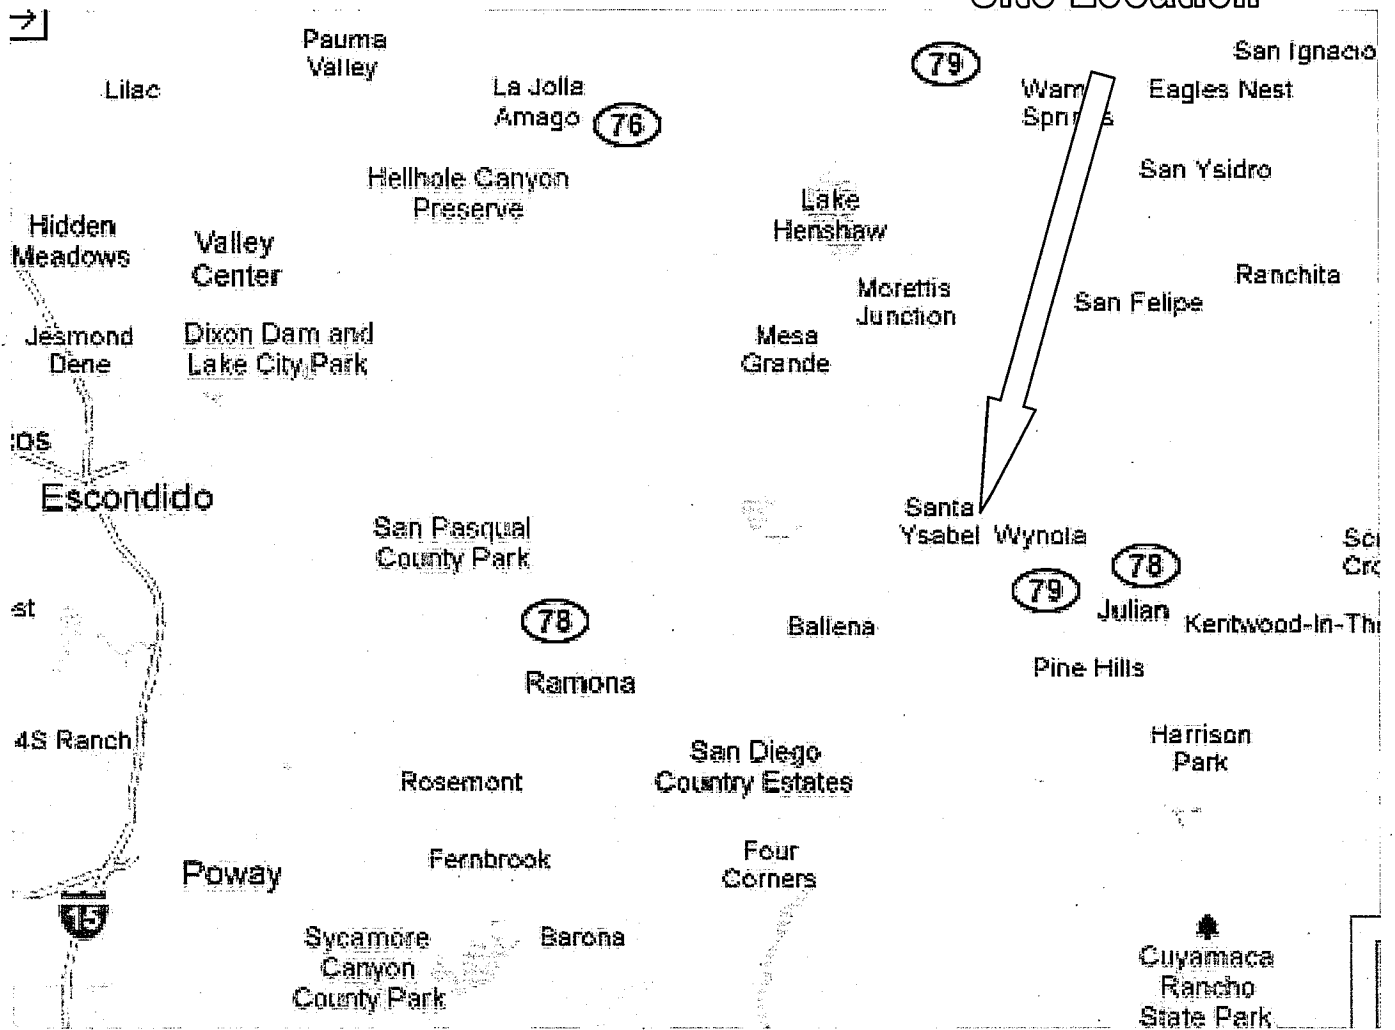 Site Location
Pauma
Valley
Lilac
La Jolla
Amago
76
79
San Ignacio
Eagles Nest
San Ysidro
Hellhole Canyon
Preserve
Lake
Henshaw
Hidden
Meadows
Valley
Center
Morettis
Junction
San Felipe
Ranchita
Jesmond
Dene
Dixon Dam and
Lake City Park
Mesa
Grande
Escondido
San Pasqual
County Park
Santa
Ysabel
Wynola
78
79
Julian
Kentwood-In-Th
78
Ballena
Ramona
Pine Hills
4S Ranch
San Diego
Country Estates
Harrison
Park
Rosemont
Fernbrook
Four
Corners
Poway
15
Sycamore
Canyon
County Park
Barona
Cuyamaca
Rancho
State Park